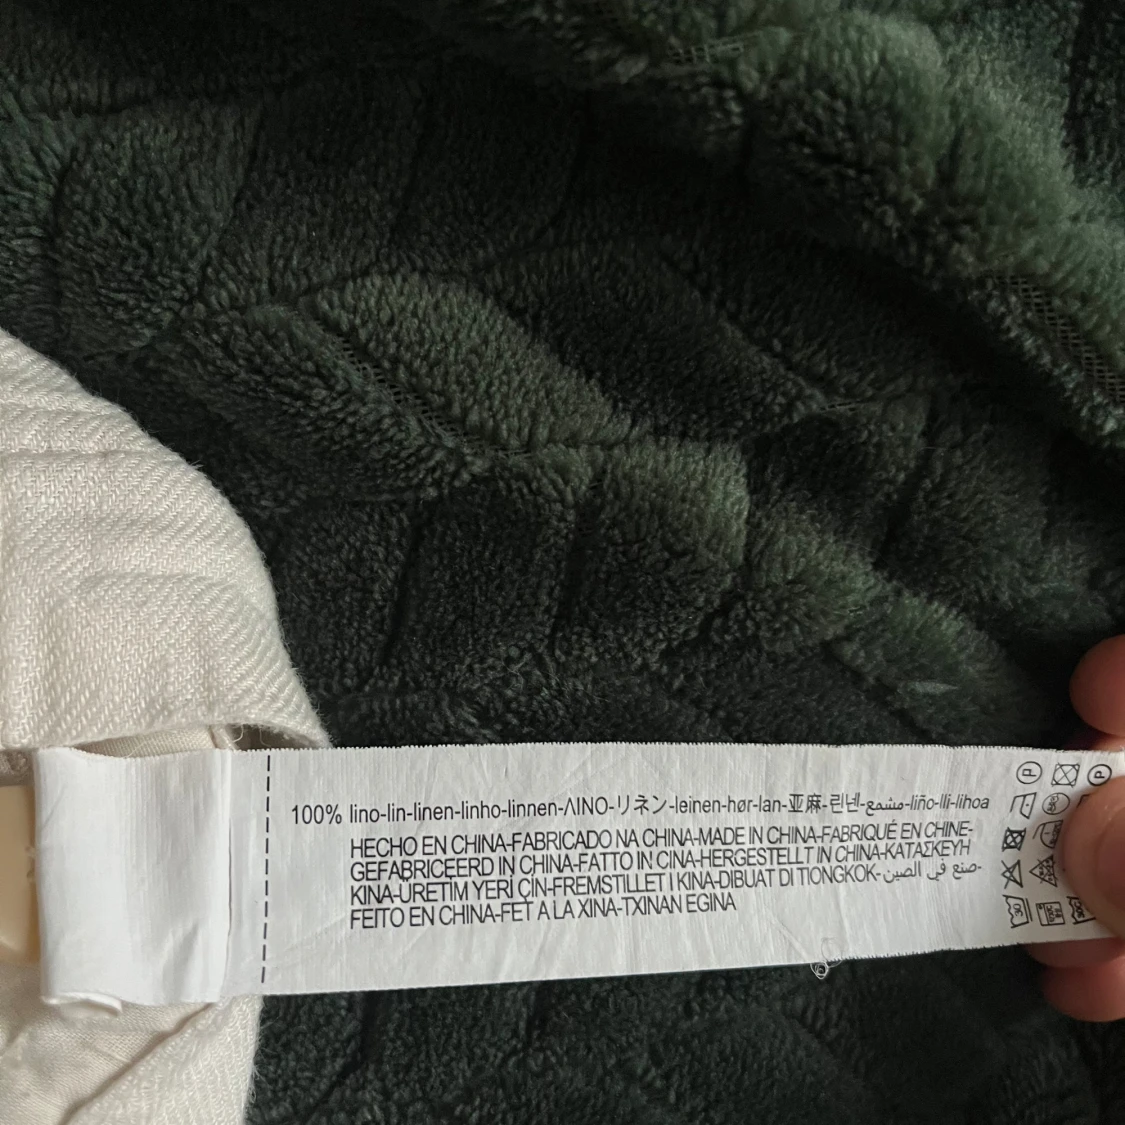 100% lino-lin-linen-linho-linnen-ΛINO-リネン-leinen-hør-lan-亚麻-린넨-مشمع-liño-lli-lihoa
HECHO EN CHINA-FABRICADO NA CHINA-MADE IN CHINA-FABRIQUÉ EN CHINE-
GEFABRICEERD IN CHINA-FATTO IN CINA-HERGESTELLT IN CHINA-ΚΑΤΑΣΚΕΥΗ
ΚΙΝΑ-ÜRETIM YERİ ÇİN-FREMSTILLET I KINA-DIBUAT DI TIONGKOK-صنع في الصين-
FEITO EN CHINA-FET A LA XINA-TXINAN EGINA